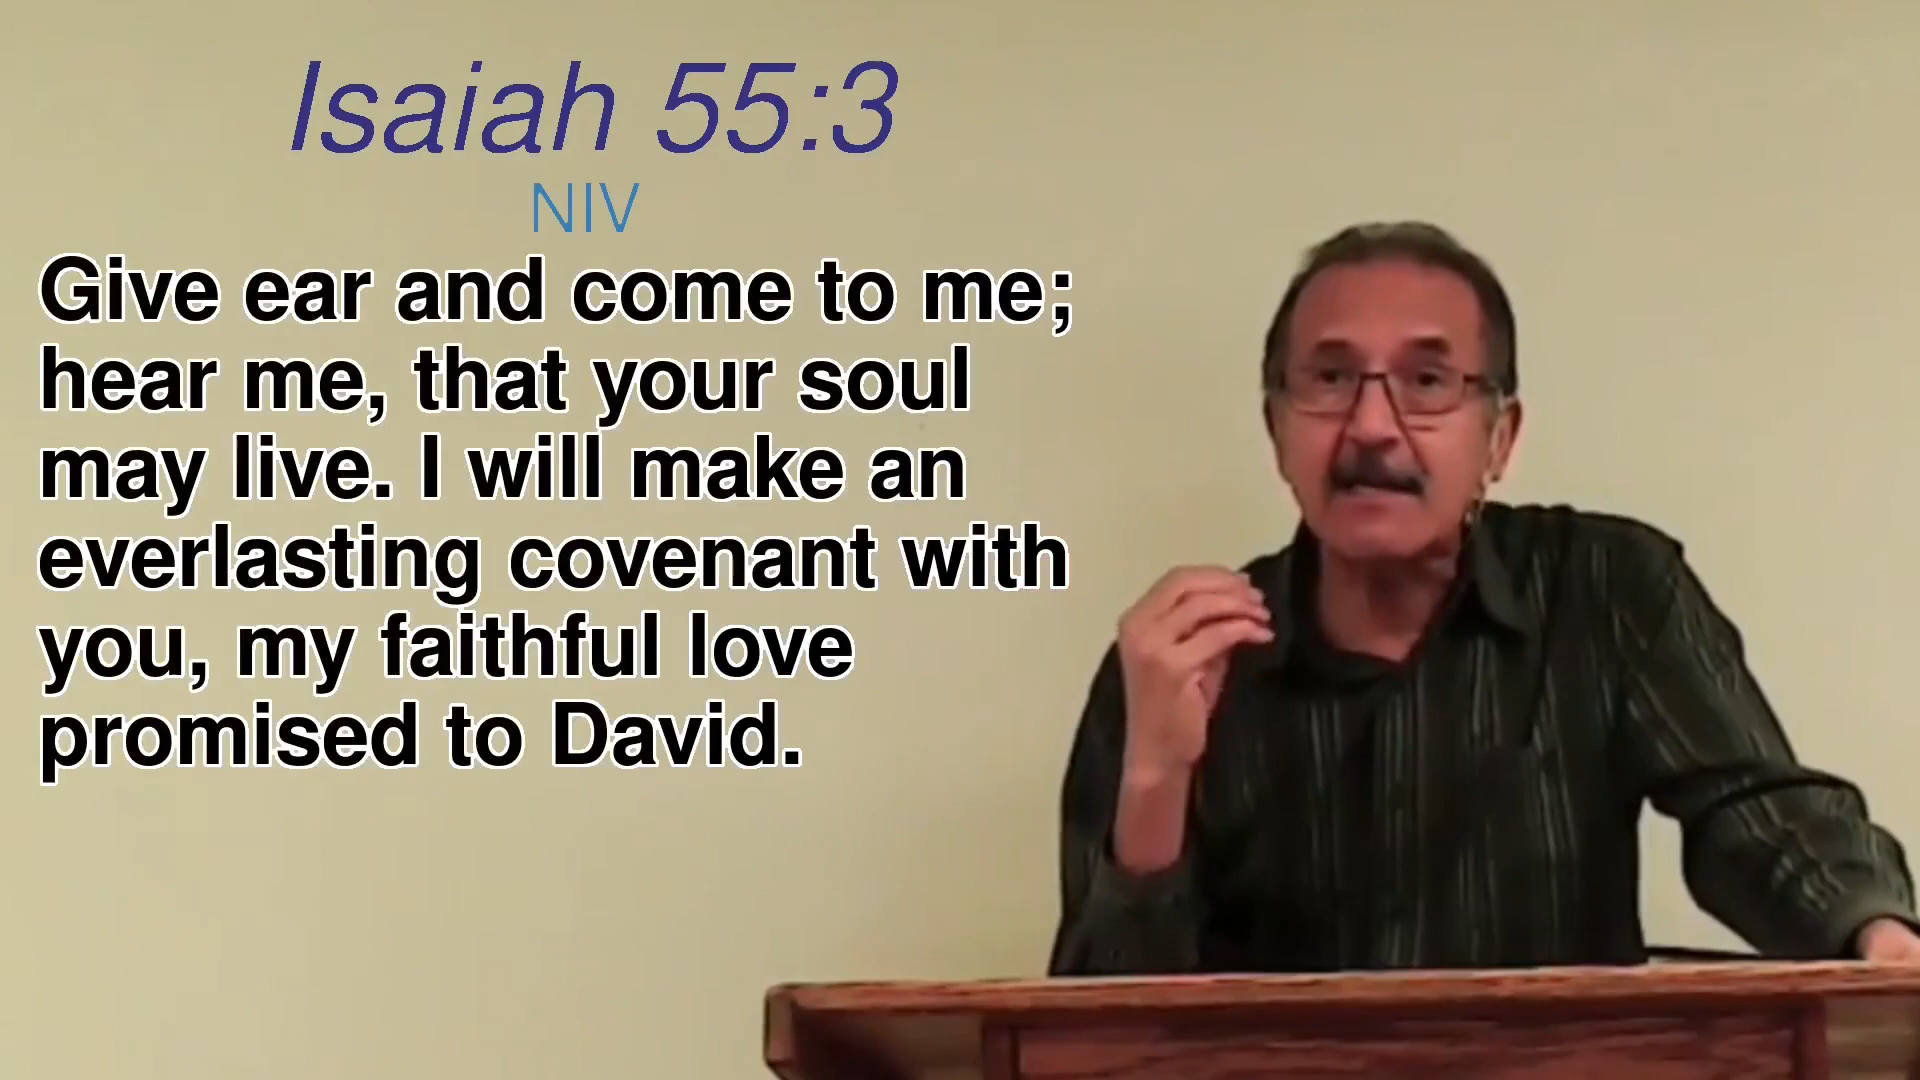 Isaiah 55:3
NIV
Give ear and come to me;
hear me, that your soul
may live. I will make an
everlasting covenant with
you, my faithful love
promised to David.